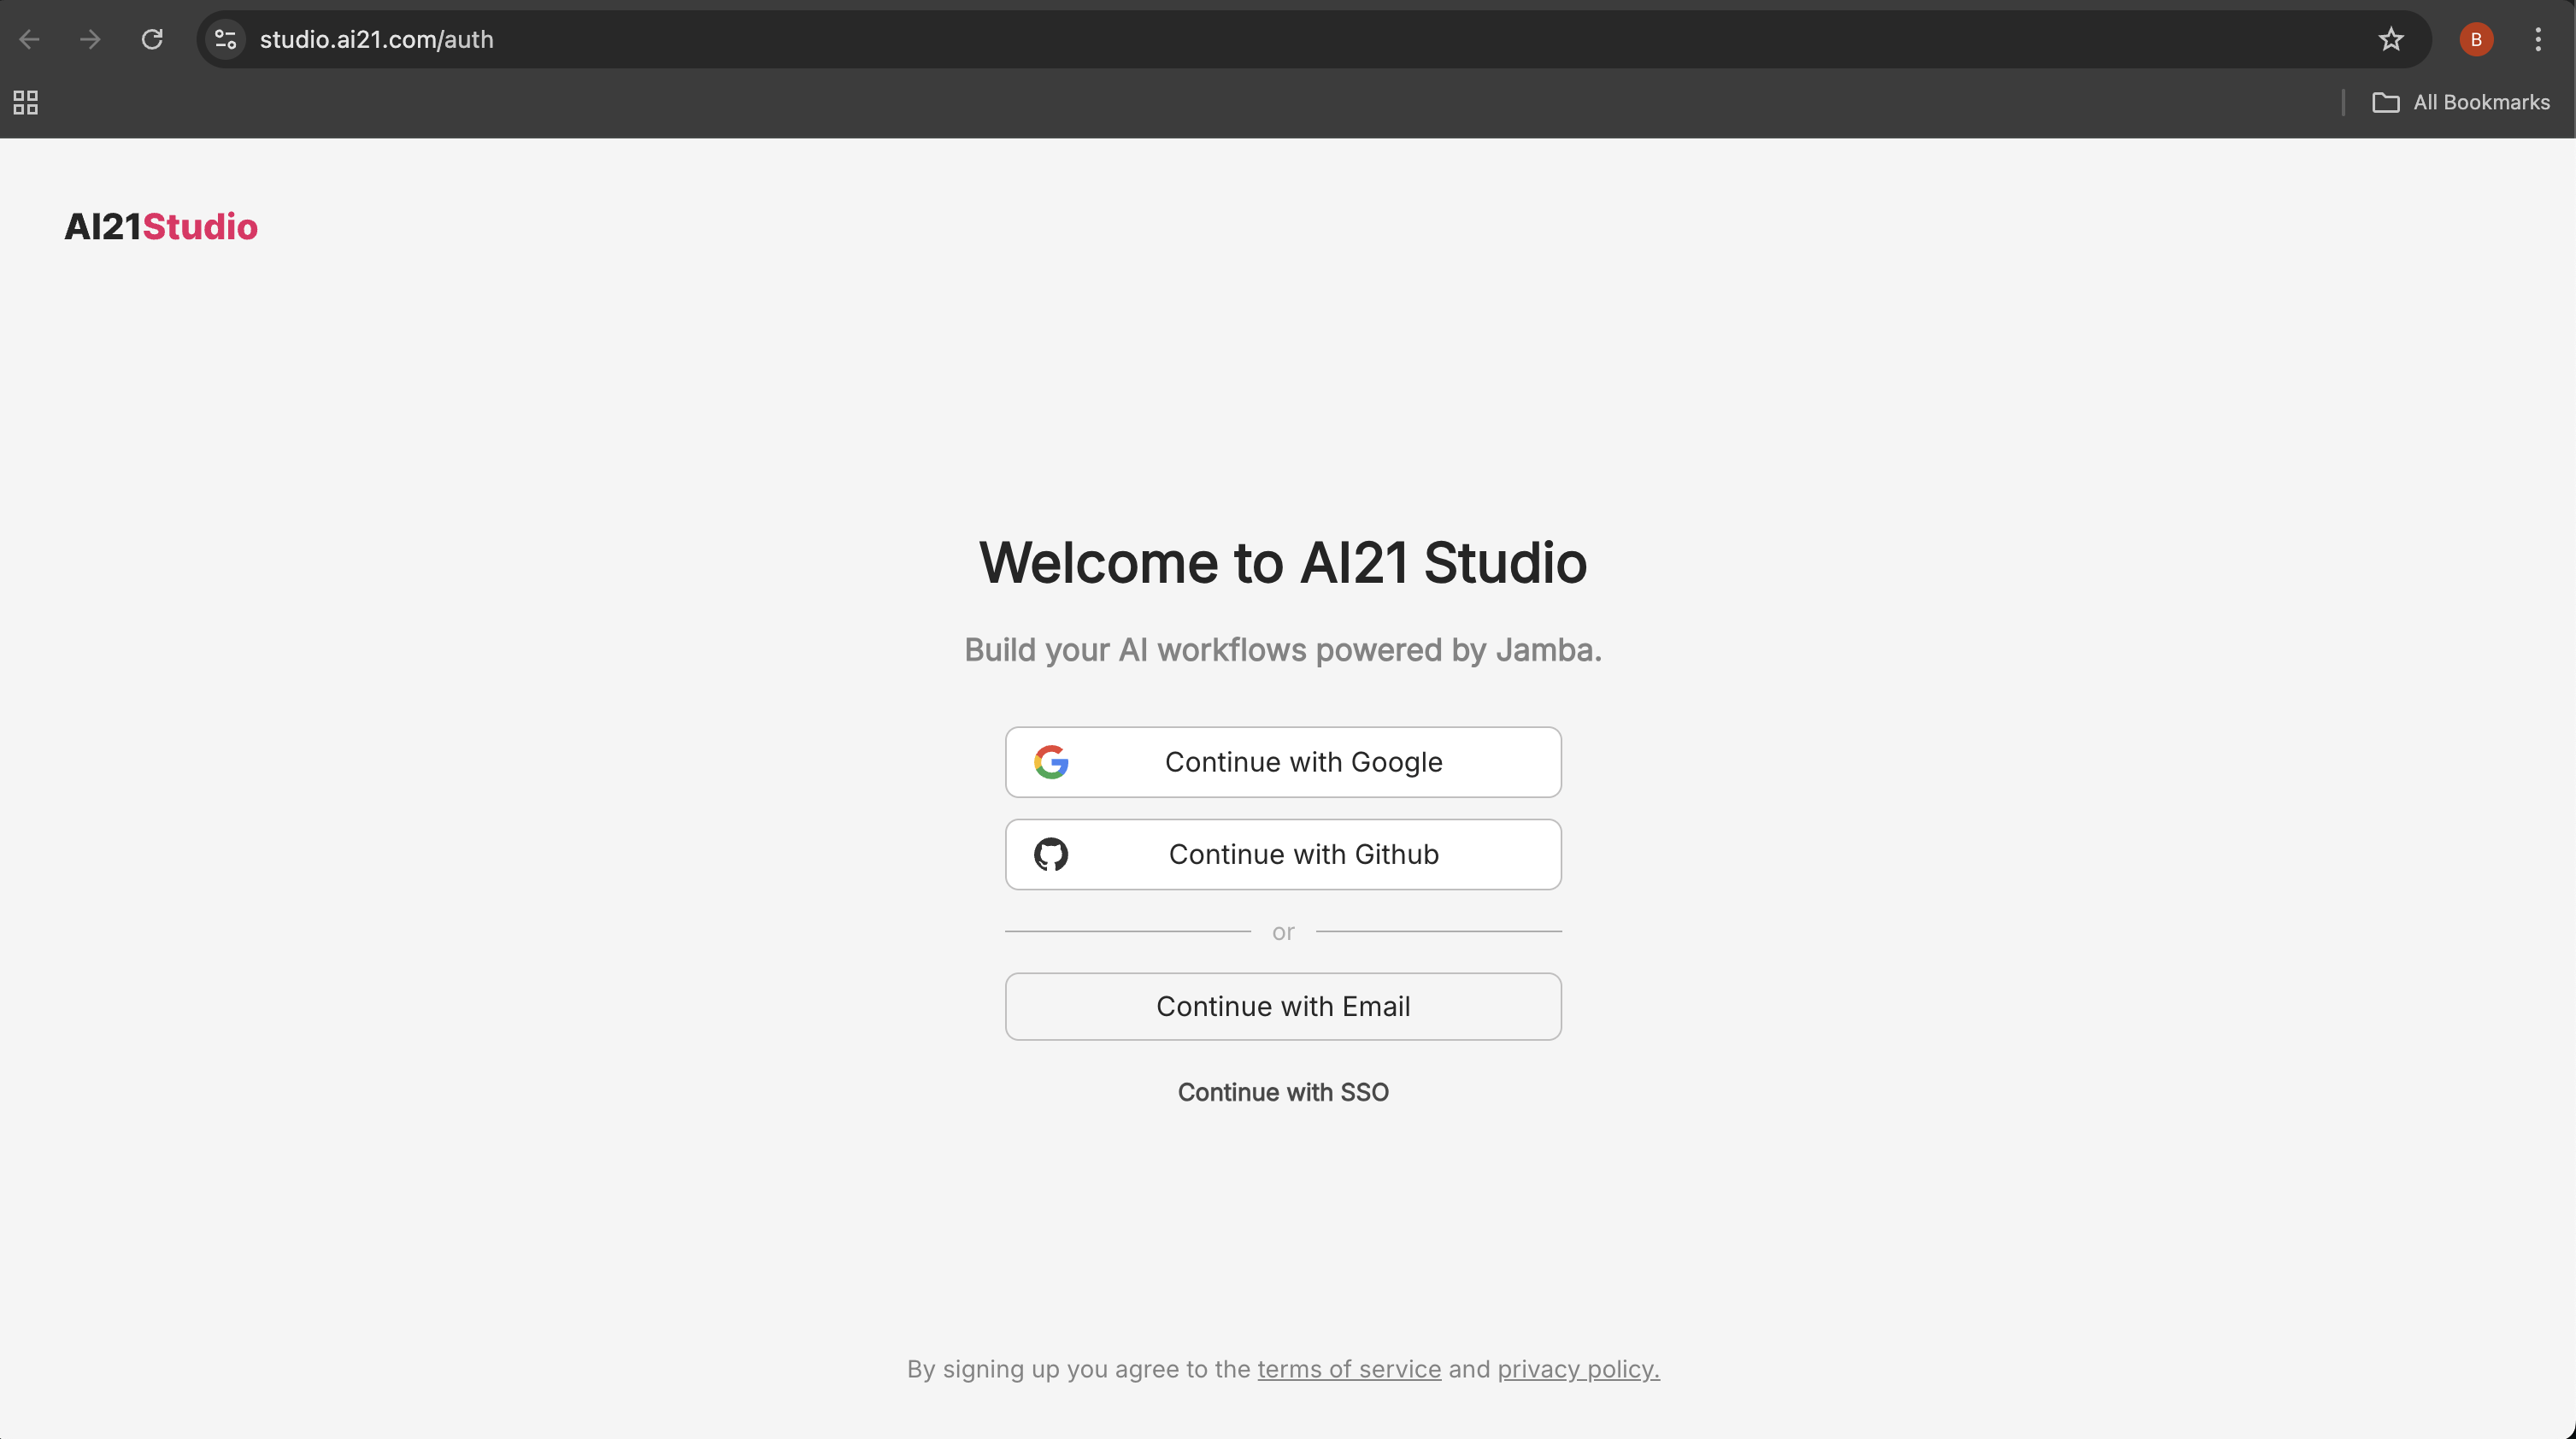 studio.ai21.com/auth
B
All Bookmarks
AI21Studio
Welcome to AI21 Studio
Build your AI workflows powered by Jamba.
Continue with Google
Continue with Github
or
Continue with Email
Continue with SSO
By signing up you agree to the terms of service and privacy policy.